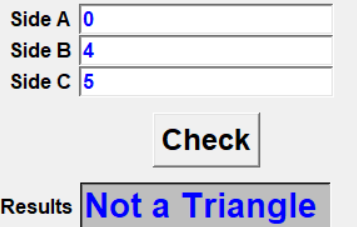 Side A 0
Side B 4
Side C 5
Check
Results Not a Triangle